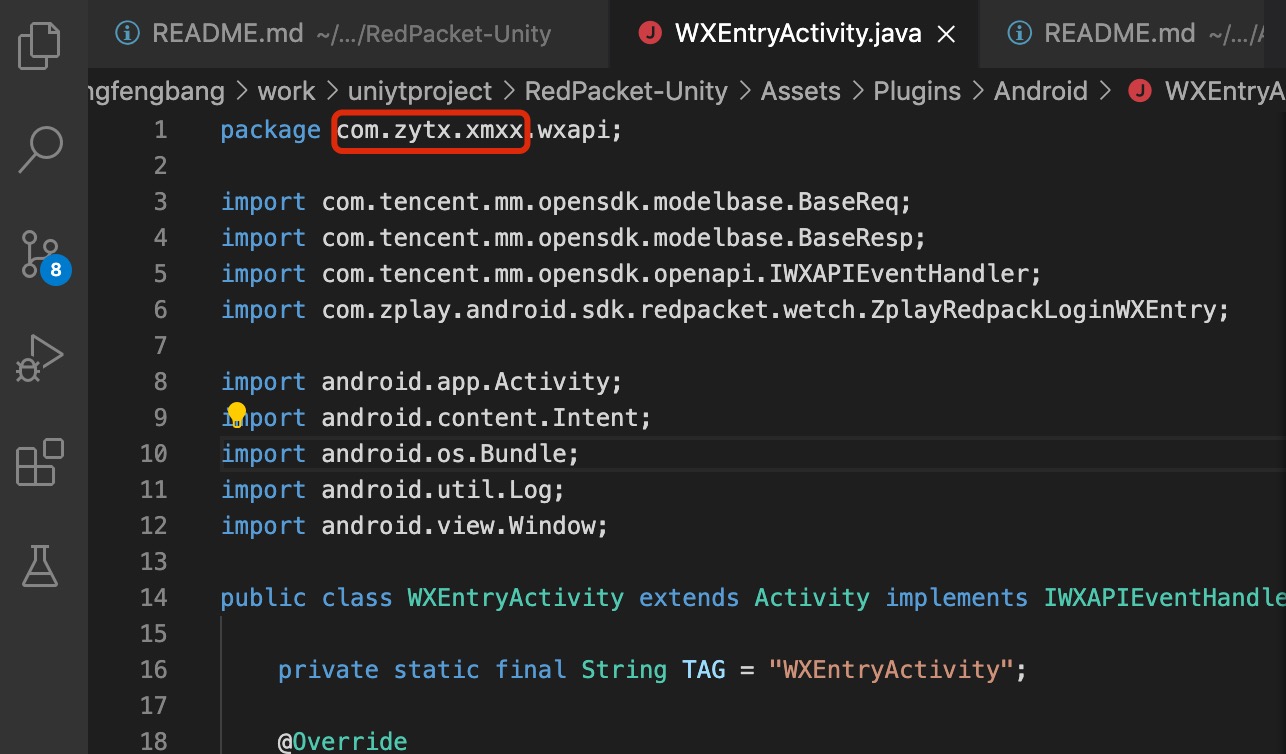 README.md ~/.../RedPacket-Unity WXEntryActivity.java README.md ~/.../
ngfengbang > work > uniytproject > RedPacket-Unity > Assets > Plugins > Android > J WXEntryA
1 package com.zytx.xmxx.wxapi;
2
3 import com.tencent.mm.opensdk.modelbase.BaseReq;
4 import com.tencent.mm.opensdk.modelbase.BaseResp;
5 import com.tencent.mm.opensdk.openapi.IWXAPIEventHandler;
6 import com.zplay.android.sdk.redpacket.wetch.ZplayRedpackLoginWXEntry;
7
8 import android.app.Activity;
9 import android.content.Intent;
10 import android.os.Bundle;
11 import android.util.Log;
12 import android.view.Window;
13
14 public class WXEntryActivity extends Activity implements IWXAPIEventHandle
15
16 private static final String TAG = "WXEntryActivity";
17
18 @Override
8